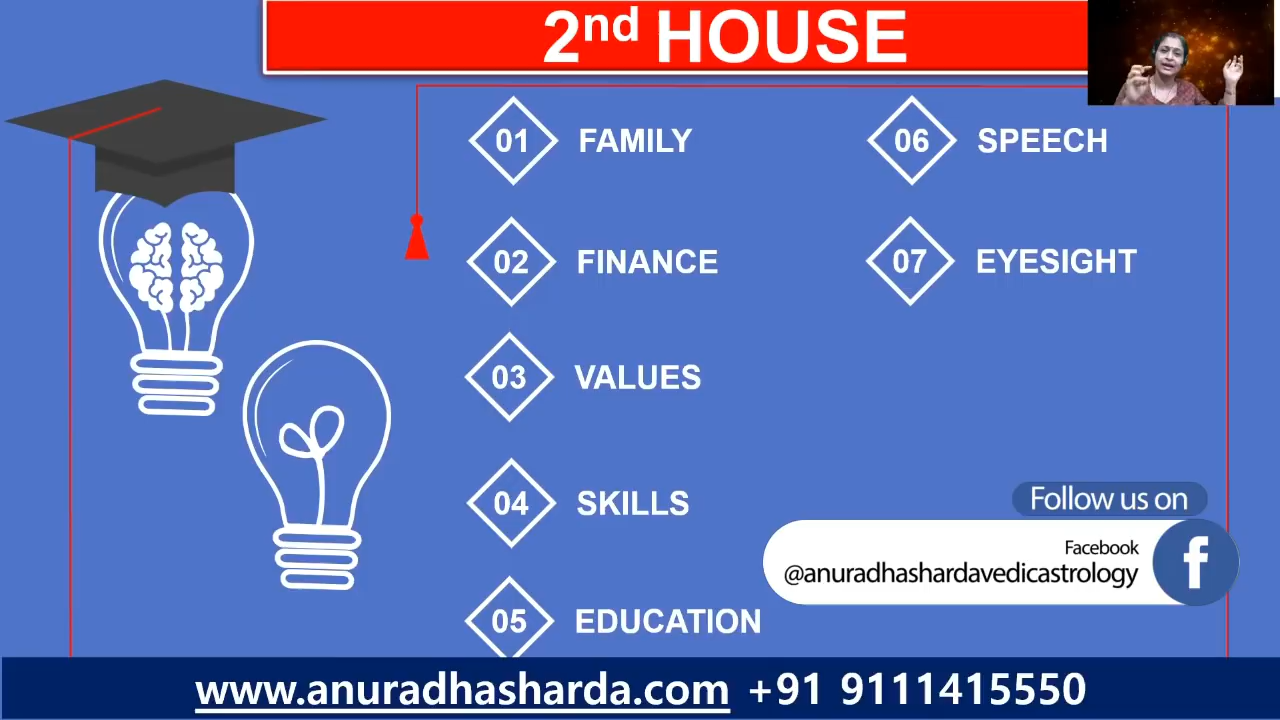 2nd HOUSE
01 FAMILY
02 FINANCE
03 VALUES
04 SKILLS
05 EDUCATION
06 SPEECH
07 EYESIGHT
Follow us on
Facebook
@anuradhashardavedicastrology
f
www.anuradhasharda.com +91 9111415550